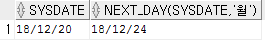 SYSDATE NEXT_DAY(SYSDATE,'월')
1 18/12/20 18/12/24